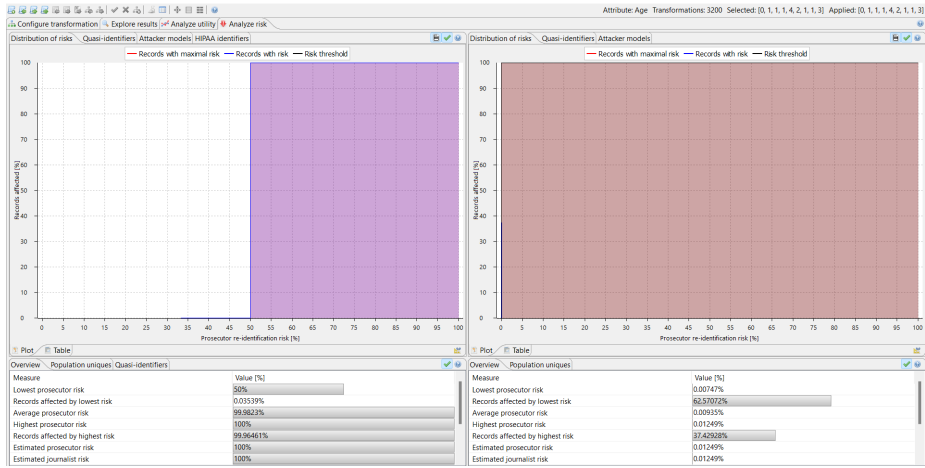 Attribute: Age Transformations: 3200 Selected: [0, 1, 1, 1, 4, 2, 1, 1, 3] Applied: [0, 1, 1, 1, 4, 2, 1, 1, 3]
Configure transformation Explore results Analyze utility Analyze risk
Distribution of risks Quasi-identifiers Attacker models HIPAA identifiers
Records with maximal risk Records with risk Risk threshold
100
90
80
70
60
50
40
30
20
10
0
Records affected [%]
0 5 10 15 20 25 30 35 40 45 50 55 60 65 70 75 80 85 90 95 100
Prosecutor re-identification risk [%]
Plot Table
Overview Population uniques Quasi-identifiers
Measure Value [%]
Lowest prosecutor risk 50%
Records affected by lowest risk 0.03539%
Average prosecutor risk 99.9823%
Highest prosecutor risk 100%
Records affected by highest risk 99.96461%
Estimated prosecutor risk 100%
Estimated journalist risk 100%
Distribution of risks Quasi-identifiers Attacker models
Records with maximal risk Records with risk Risk threshold
100
90
80
70
60
50
40
30
20
10
0
Records affected [%]
0 5 10 15 20 25 30 35 40 45 50 55 60 65 70 75 80 85 90 95 100
Prosecutor re-identification risk [%]
Plot Table
Overview Population uniques
Measure Value [%]
Lowest prosecutor risk 0.00747%
Records affected by lowest risk 62.57072%
Average prosecutor risk 0.00935%
Highest prosecutor risk 0.01249%
Records affected by highest risk 37.42928%
Estimated prosecutor risk 0.01249%
Estimated journalist risk 0.01249%